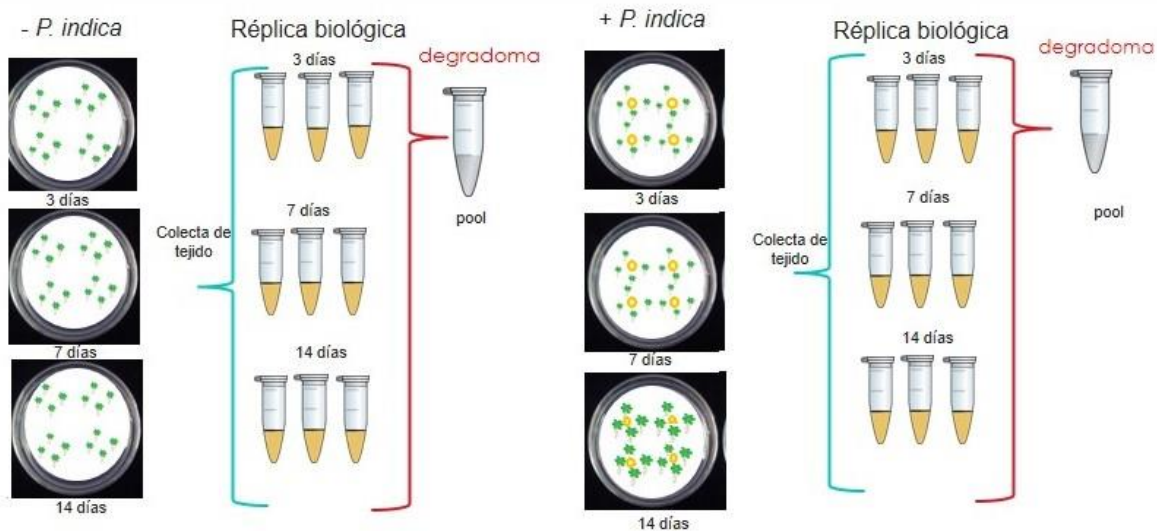 - P. indica
Réplica biológica
degradoma
3 días
3 días
7 días
Colecta de
tejido
pool
7 días
14 días
14 días
+ P. indica
Réplica biológica
degradoma
3 días
3 días
7 días
Colecta de
tejido
pool
7 días
14 días
14 días